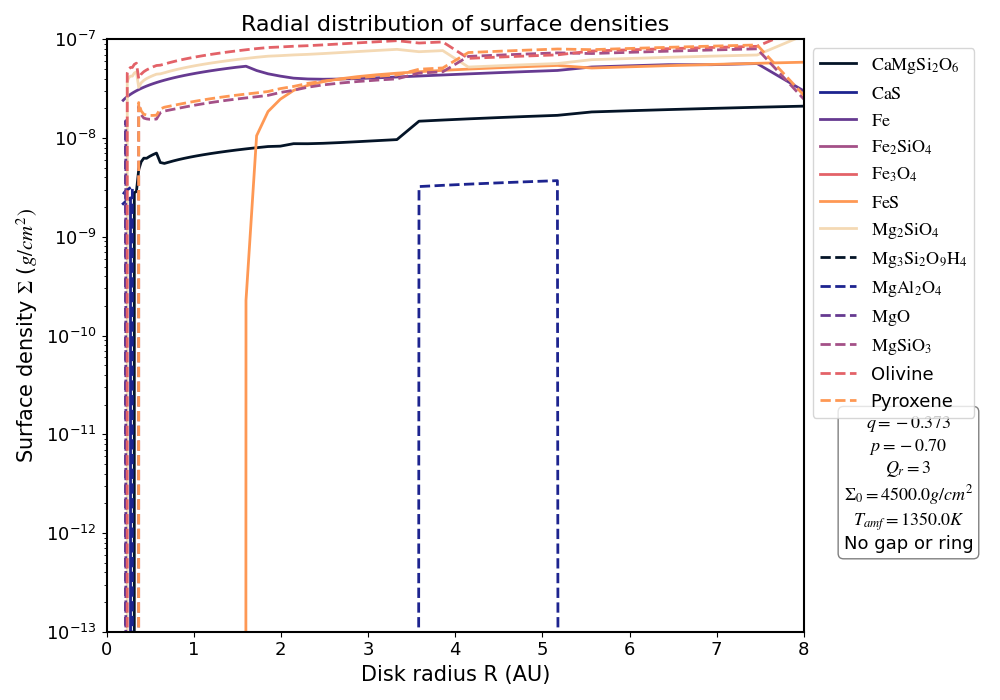 Radial distribution of surface densities
Surface density Σ (g/cm²)
10⁻⁷
10⁻⁸
10⁻⁹
10⁻¹⁰
10⁻¹¹
10⁻¹²
10⁻¹³
0 1 2 3 4 5 6 7 8
Disk radius R (AU)
CaMgSi₂O₆
CaS
Fe
Fe₂SiO₄
Fe₃O₄
FeS
Mg₂SiO₄
Mg₃Si₂O₉H₄
MgAl₂O₄
MgO
MgSiO₃
Olivine
Pyroxene
q = −0.373
p = −0.70
Qᵣ = 3
Σ₀ = 4500.0g/cm²
Tₐₘf = 1350.0K
No gap or ring